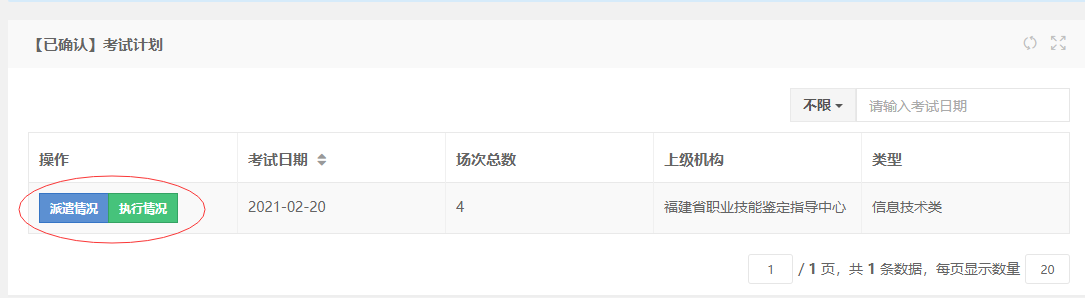 【已确认】考试计划
不限 请输入考试日期
操作 考试日期 场次总数 上级机构 类型
派遣情况 执行情况 2021-02-20 4 福建省职业技能鉴定指导中心 信息技术类
1 / 1 页，共 1 条数据，每页显示数量 20